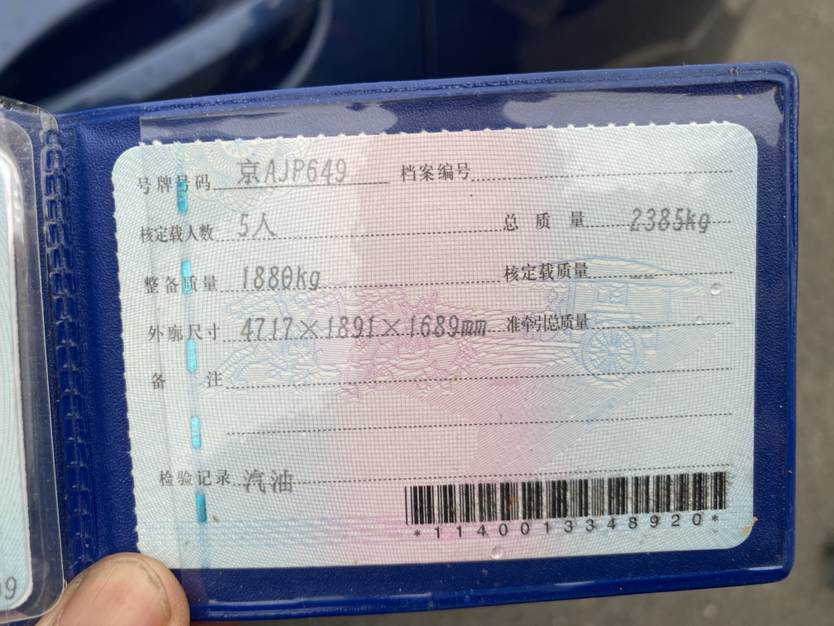 号牌号码 京AJP649 档案编号
核定载人数 5人 总质量 2385kg
整备质量 1880kg 核定载质量
外廓尺寸 4717×1891×1689mm 准牵引总质量
备注
检验记录 汽油
*1140013348920*